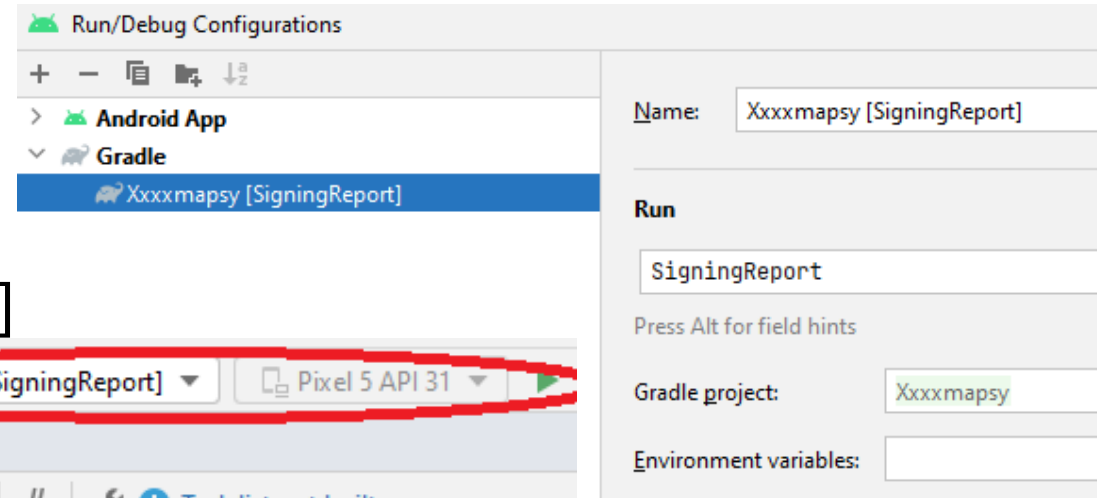 Run/Debug Configurations
Android App
Gradle
Xxxxmapsy [SigningReport]
Name: Xxxxmapsy [SigningReport]
Run
SigningReport
Press Alt for field hints
Gradle project: Xxxxmapsy
Environment variables:
SigningReport]
Pixel 5 API 31